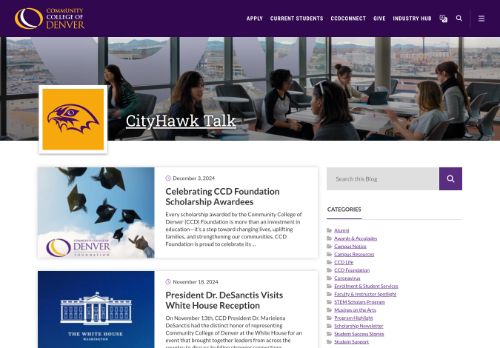 COMMUNITY
COLLEGE OF
DENVER
APPLY CURRENT STUDENTS CCDCONNECT GIVE INDUSTRY HUB
CityHawk Talk
December 3, 2024
Celebrating CCD Foundation
Scholarship Awardees
Every scholarship awarded by the Community College of
Denver (CCD) Foundation is more than an investment in
education—it's a step toward changing lives, uplifting
families, and strengthening our communities. CCD
Foundation is proud to celebrate its ...
COMMUNITY COLLEGE OF
DENVER
FOUNDATION
November 18, 2024
President Dr. DeSanctis Visits
White House Reception
On November 13th, CCD President Dr. Marielena
DeSanctis had the distinct honor of representing
Community College of Denver at the White House for an
event that brought together leaders from across the
THE WHITE HOUSE
WASHINGTON
Search this Blog
CATEGORIES
Alumni
Awards & Accolades
Campus Notice
Campus Resources
CCD Life
CCD Foundation
Coronavirus
Enrollment & Student Services
Faculty & Instructor Spotlight
STEM Scholars Program
Musings on the Arts
Program Highlight
Scholarship Newsletter
Student Success Stories
Student Support